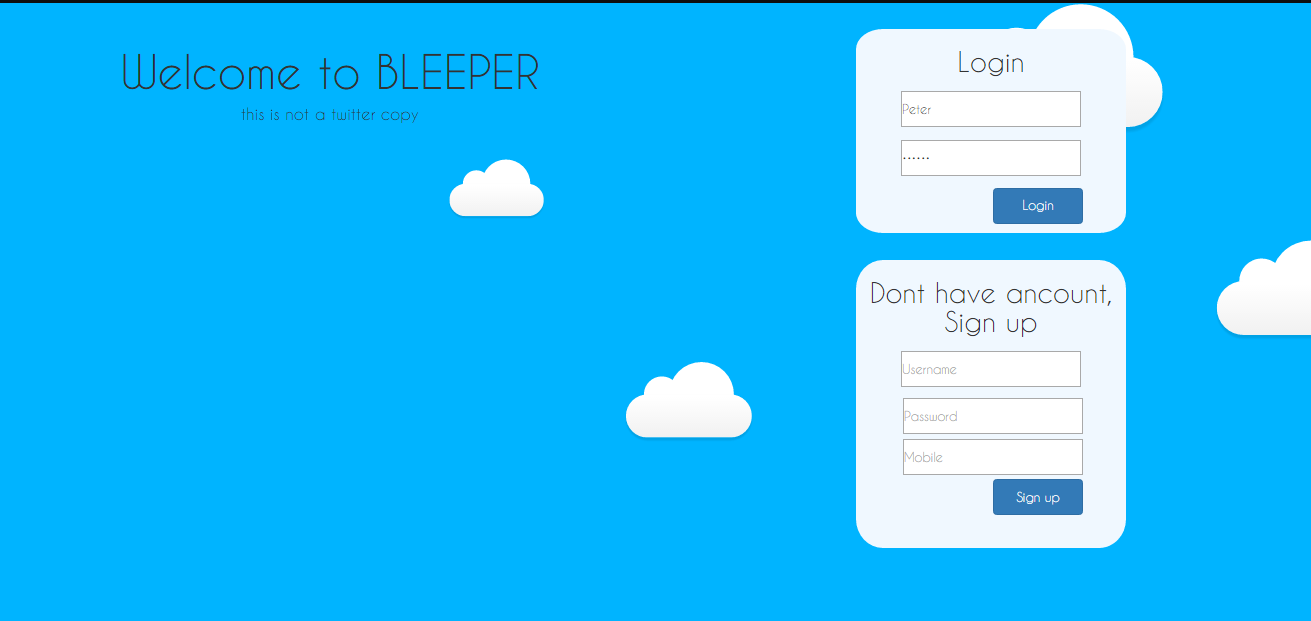 Welcome to BLEEPER
this is not a twitter copy
Login
Peter
......
Login
Dont have ancount,
Sign up
Username
Password
Mobile
Sign up